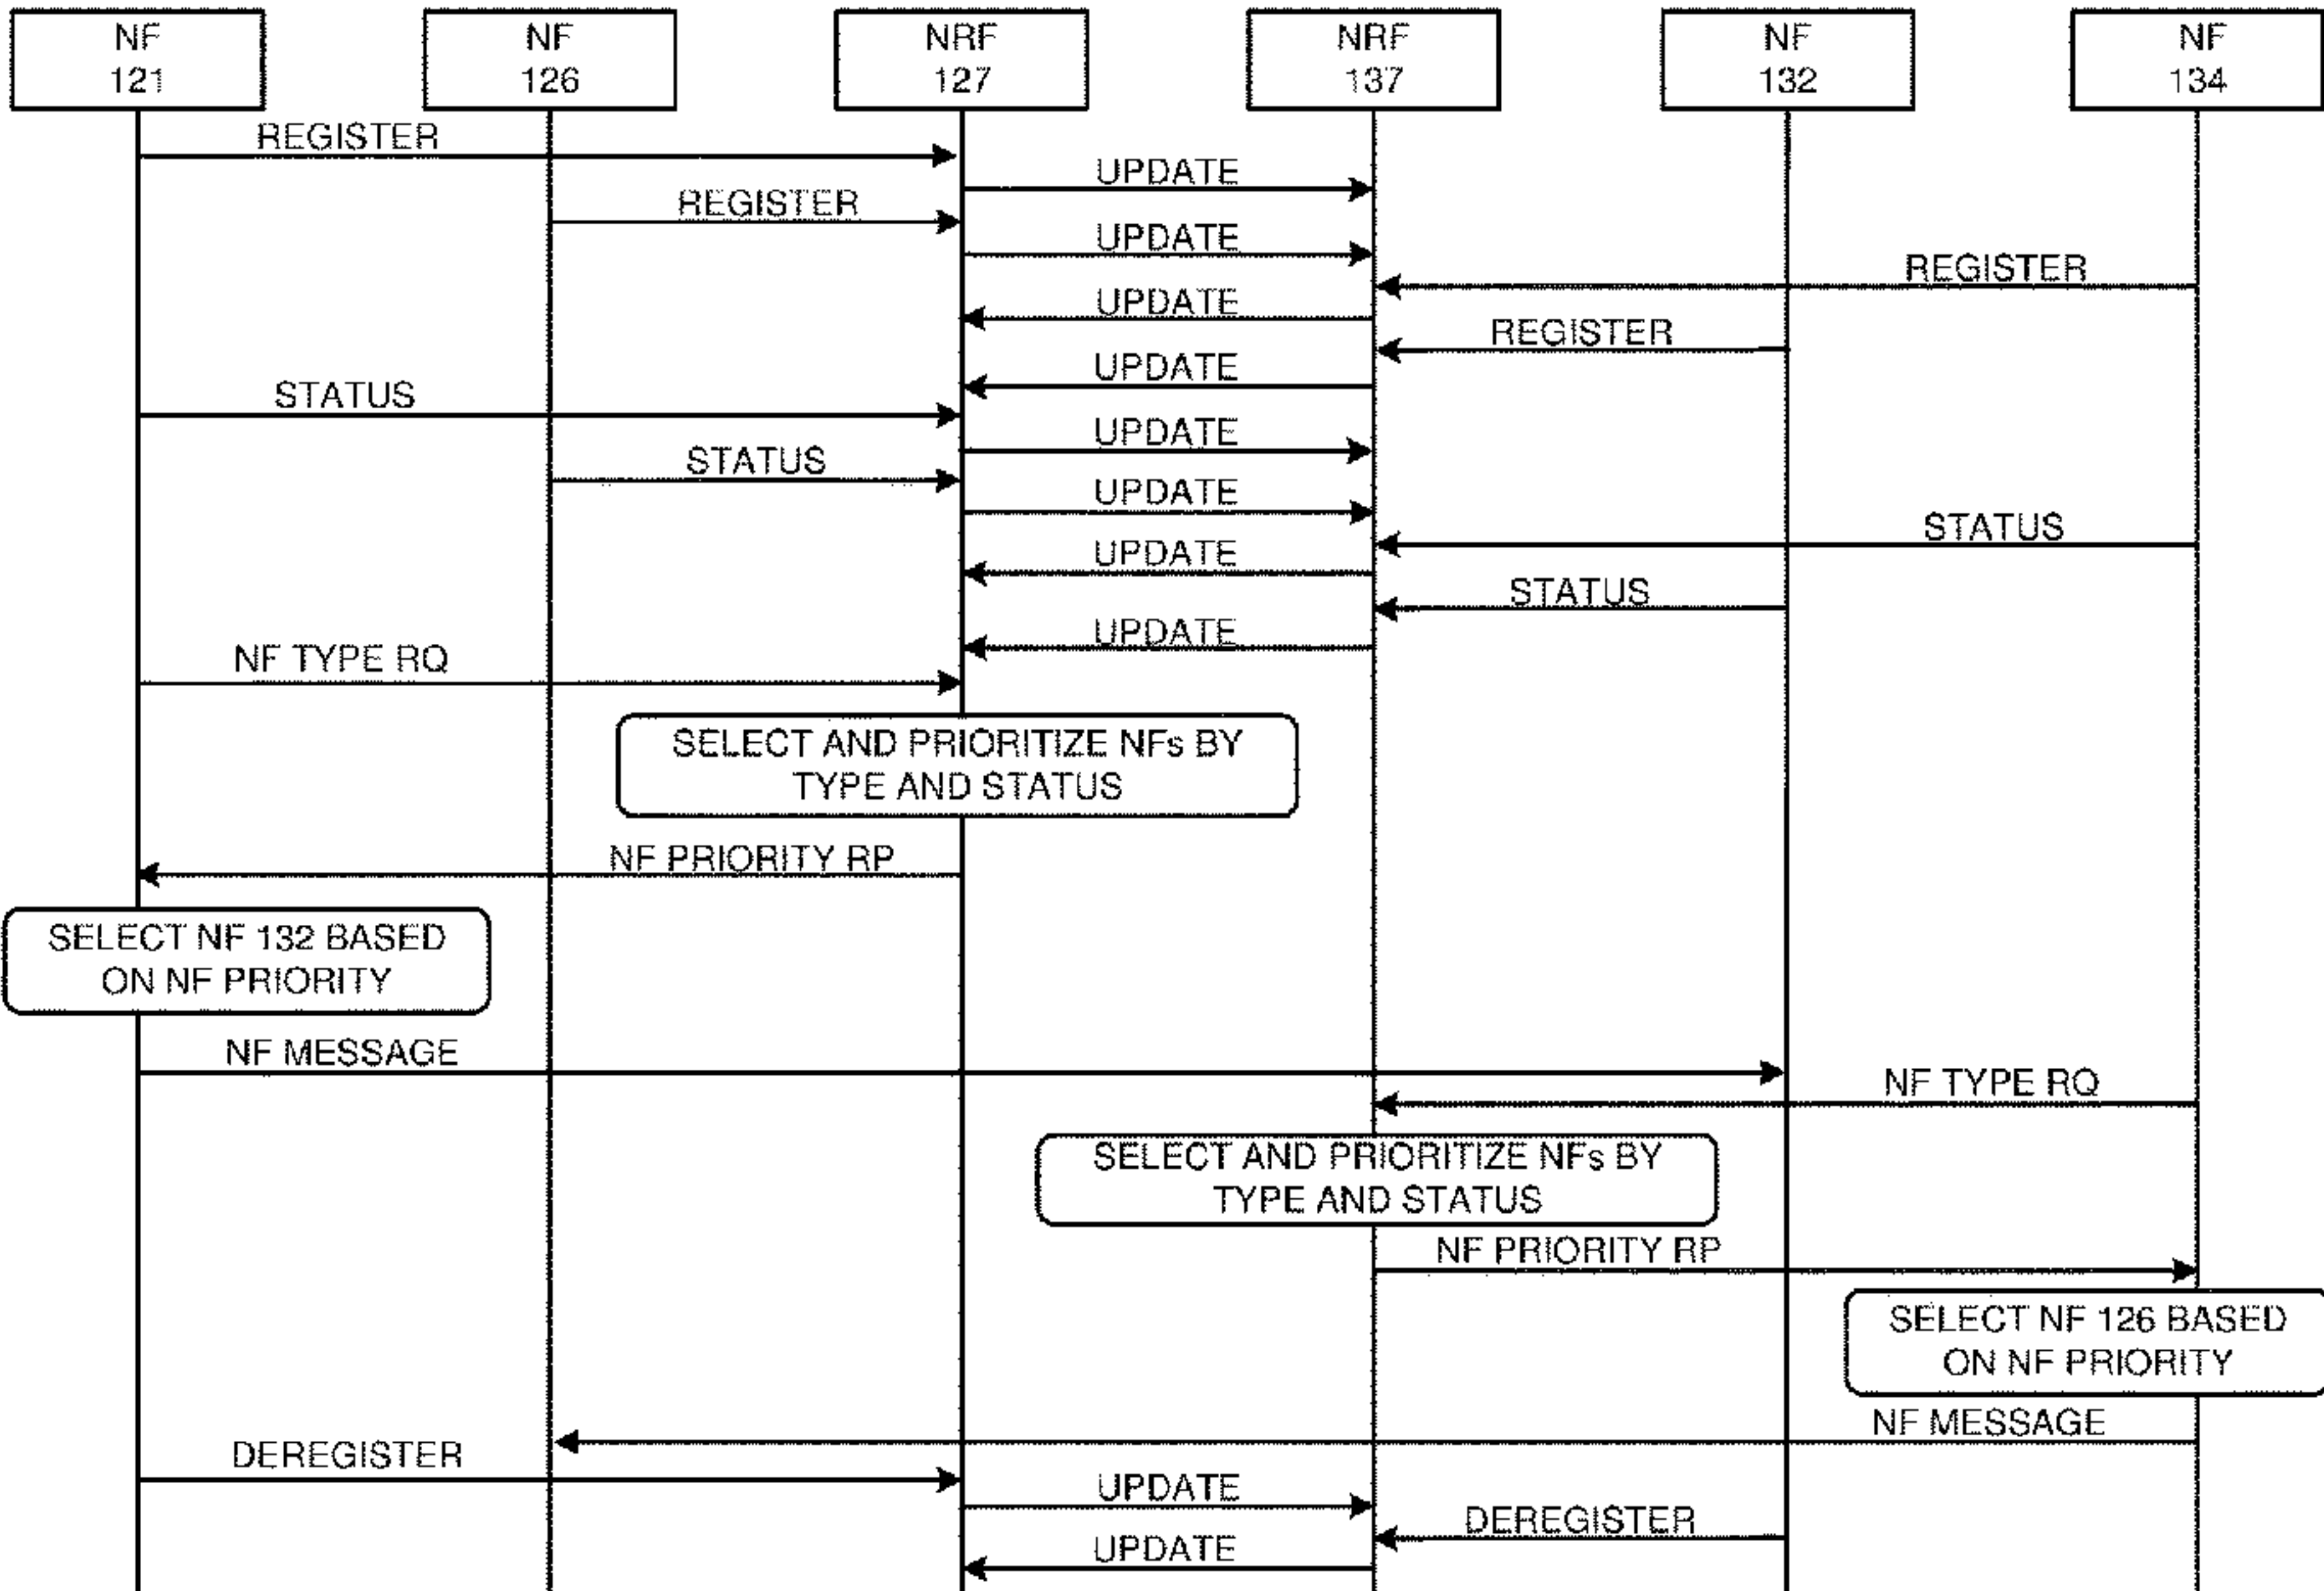 NF
121
NF
126
NRF
127
NRF
137
NF
132
NF
134
REGISTER
UPDATE
REGISTER
UPDATE
REGISTER
UPDATE
REGISTER
UPDATE
STATUS
UPDATE
STATUS
UPDATE
STATUS
UPDATE
STATUS
UPDATE
NF TYPE RQ
SELECT AND PRIORITIZE NFs BY
TYPE AND STATUS
NF PRIORITY RP
SELECT NF 132 BASED
ON NF PRIORITY
NF MESSAGE
NF TYPE RQ
SELECT AND PRIORITIZE NFs BY
TYPE AND STATUS
NF PRIORITY RP
SELECT NF 126 BASED
ON NF PRIORITY
NF MESSAGE
DEREGISTER
UPDATE
DEREGISTER
UPDATE